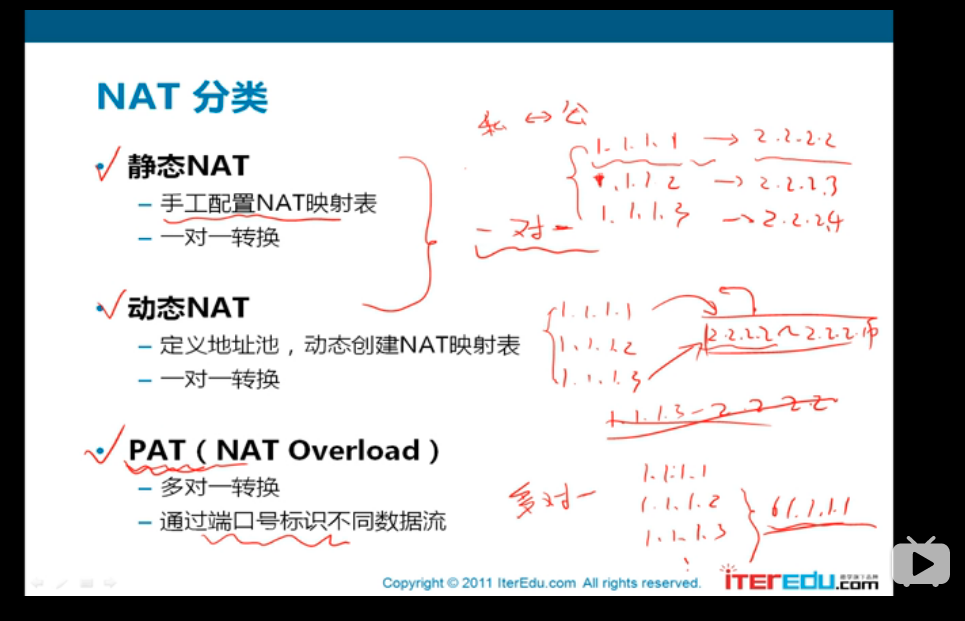 NAT 分类
私 ↔ 公
静态NAT
1.1.1.1 → 2.2.2.2
– 手工配置NAT映射表
1.1.1.2 → 2.2.2.3
– 一对一转换
一对一
1.1.1.3 → 2.2.2.4
动态NAT
1.1.1.1
– 定义地址池，动态创建NAT映射表
1.1.1.2
2.2.2.2 ~ 2.2.2
– 一对一转换
1.1.1.3
1.1.1.3 – 2.2.2.2
PAT（NAT Overload）
– 多对一转换
多对一
1.1.1.1
1.1.1.2
61.1.1.1
– 通过端口号标识不同数据流
1.1.1.3
Copyright © 2011 IterEdu.com All rights reserved.
iTEREDU.com